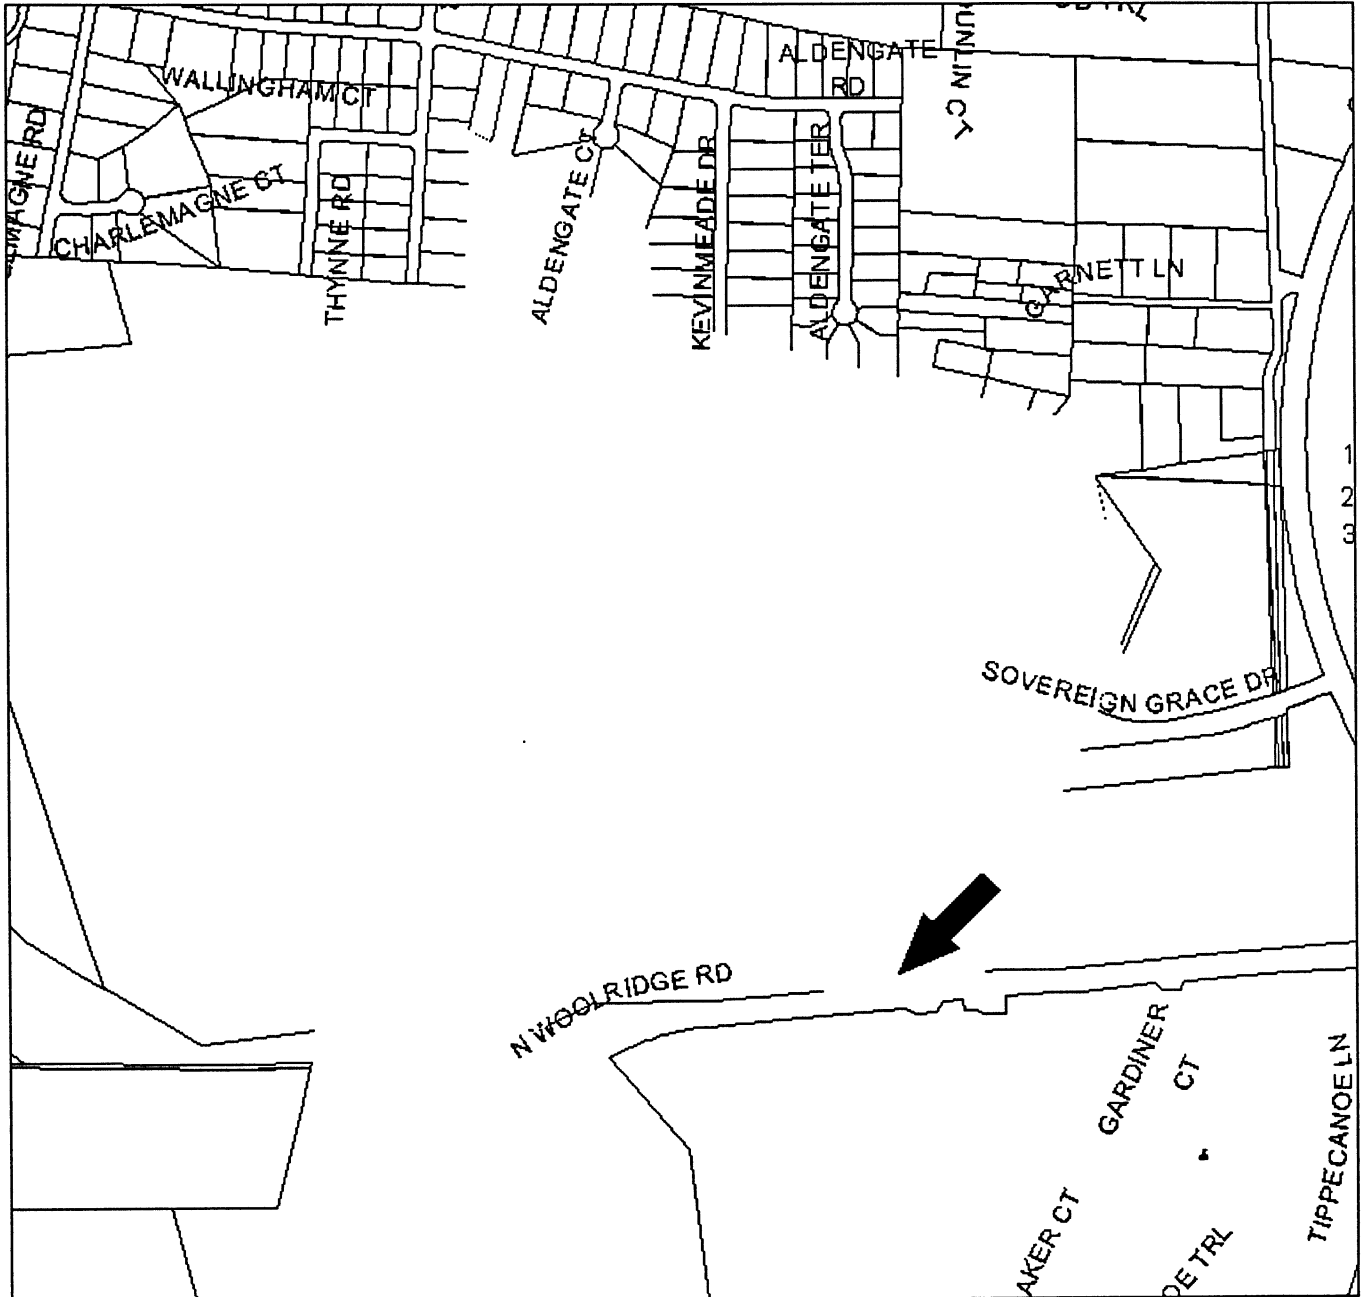 ALDENGATE
RD
WALLINGHAM CT
CHARLEMAGNE CT
THYNNE RD
ALDENGATE CT
KEVINMEADE DR
ALDENGATE TER
GARNETT LN
1
2
3
SOVEREIGN GRACE DR
N WOOLRIDGE RD
GARDINER
CT
TIPPECANOE LN
AKER CT
OE TRL